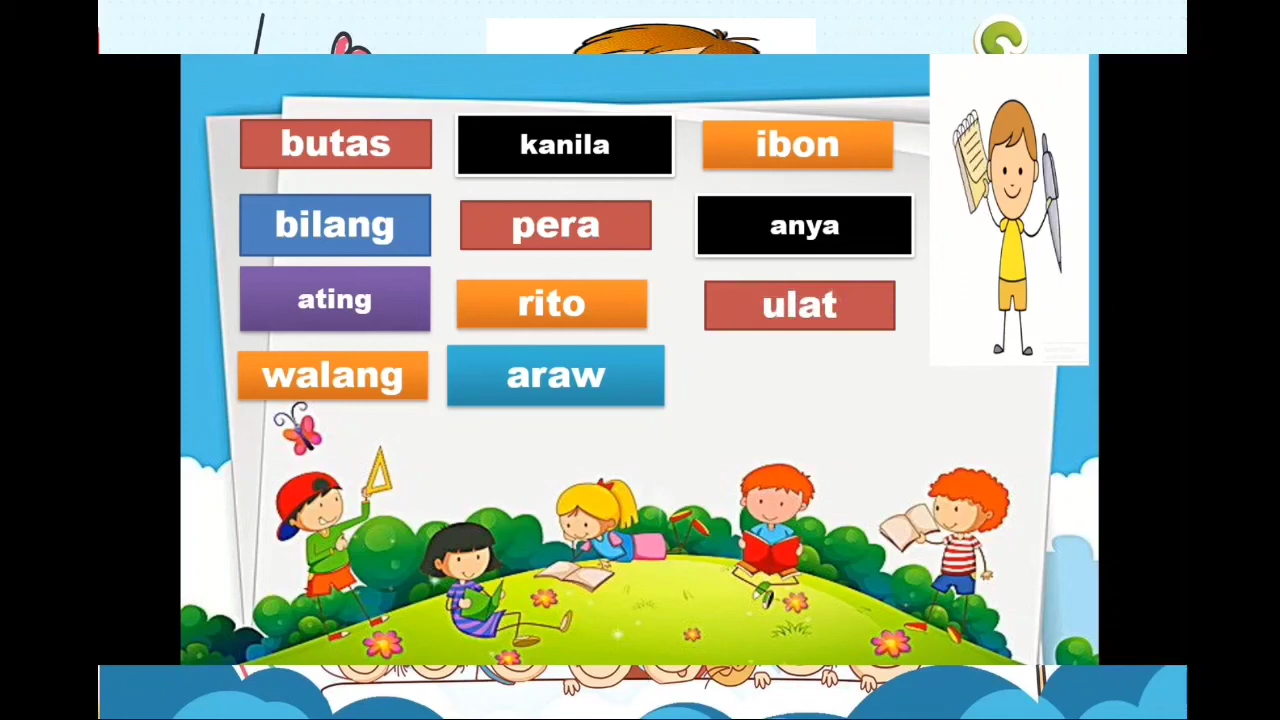 butas kanila ibon
bilang pera anya
ating rito ulat
walang araw